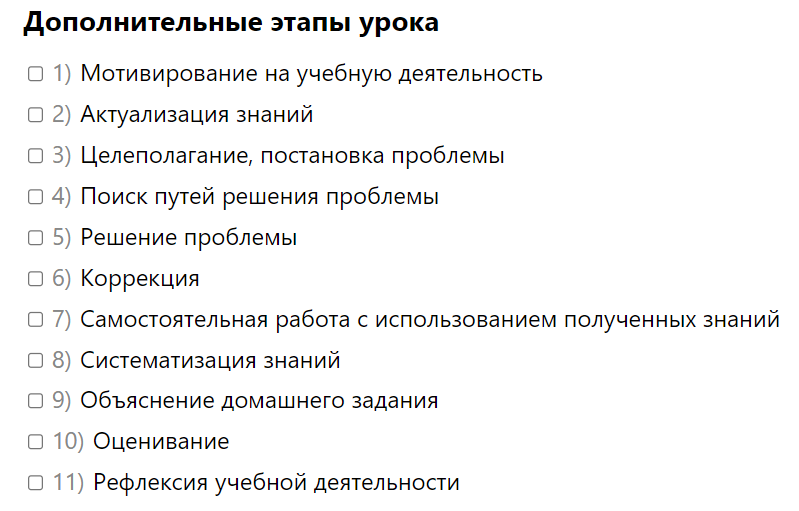 Дополнительные этапы урока
1) Мотивирование на учебную деятельность
2) Актуализация знаний
3) Целеполагание, постановка проблемы
4) Поиск путей решения проблемы
5) Решение проблемы
6) Коррекция
7) Самостоятельная работа с использованием полученных знаний
8) Систематизация знаний
9) Объяснение домашнего задания
10) Оценивание
11) Рефлексия учебной деятельности